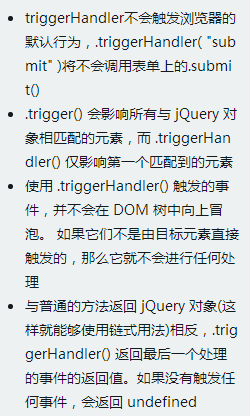 triggerHandler不会触发浏览器的
默认行为，.triggerHandler( "sub
mit" )将不会调用表单上的.submi
t()
.trigger() 会影响所有与 jQuery 对
象相匹配的元素，而 .triggerHan
dler() 仅影响第一个匹配到的元素
使用 .triggerHandler() 触发的事
件，并不会在 DOM 树中向上冒
泡。 如果它们不是由目标元素直接
触发的，那么它就不会进行任何处
理
与普通的方法返回 jQuery 对象(这
样就能够使用链式用法)相反，.trig
gerHandler() 返回最后一个处理
的事件的返回值。如果没有触发任
何事件，会返回 undefined